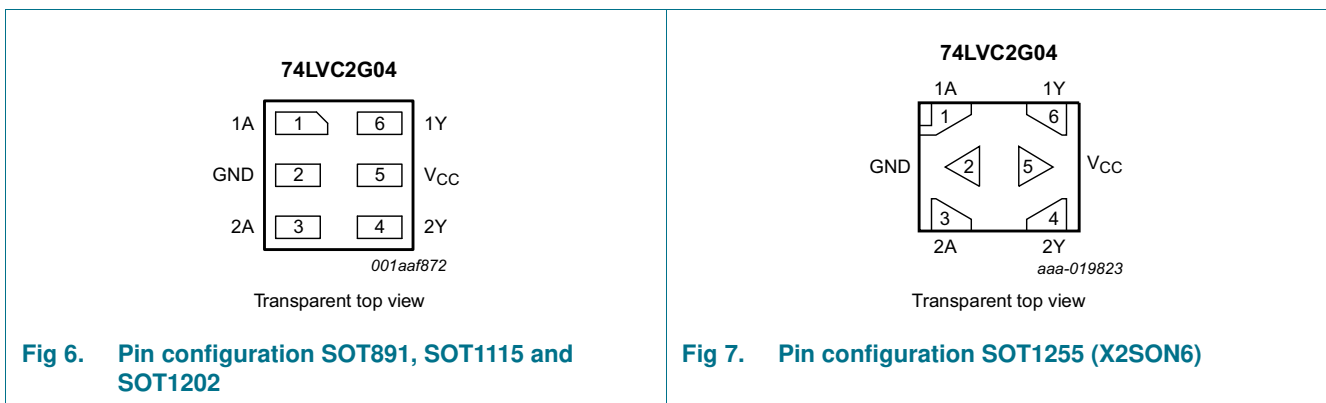 74LVC2G04
1A 1 6 1Y
GND 2 5 VCC
2A 3 4 2Y
001aaf872
Transparent top view
Fig 6. Pin configuration SOT891, SOT1115 and
SOT1202
74LVC2G04
1A 1Y
1 6
GND 2 5 VCC
3 4
2A 2Y
aaa-019823
Transparent top view
Fig 7. Pin configuration SOT1255 (X2SON6)